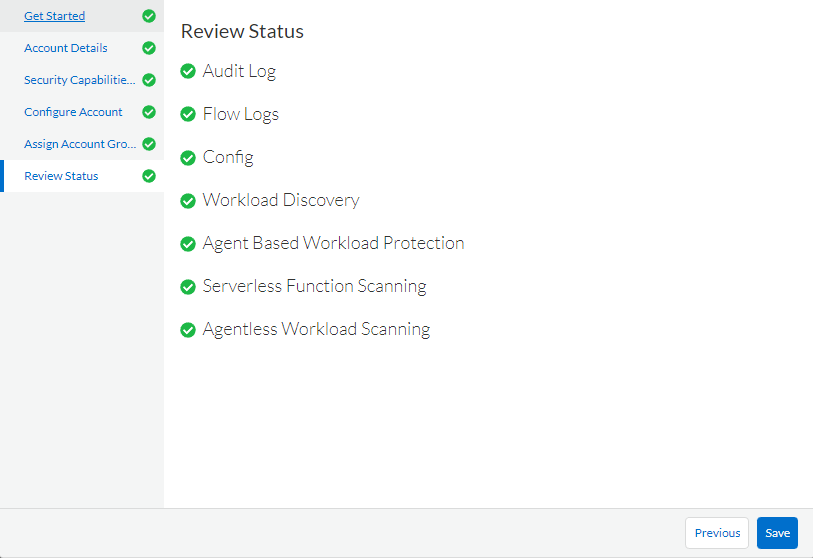 Get Started
Account Details
Security Capabilitie...
Configure Account
Assign Account Gro...
Review Status
Review Status
Audit Log
Flow Logs
Config
Workload Discovery
Agent Based Workload Protection
Serverless Function Scanning
Agentless Workload Scanning
Previous
Save